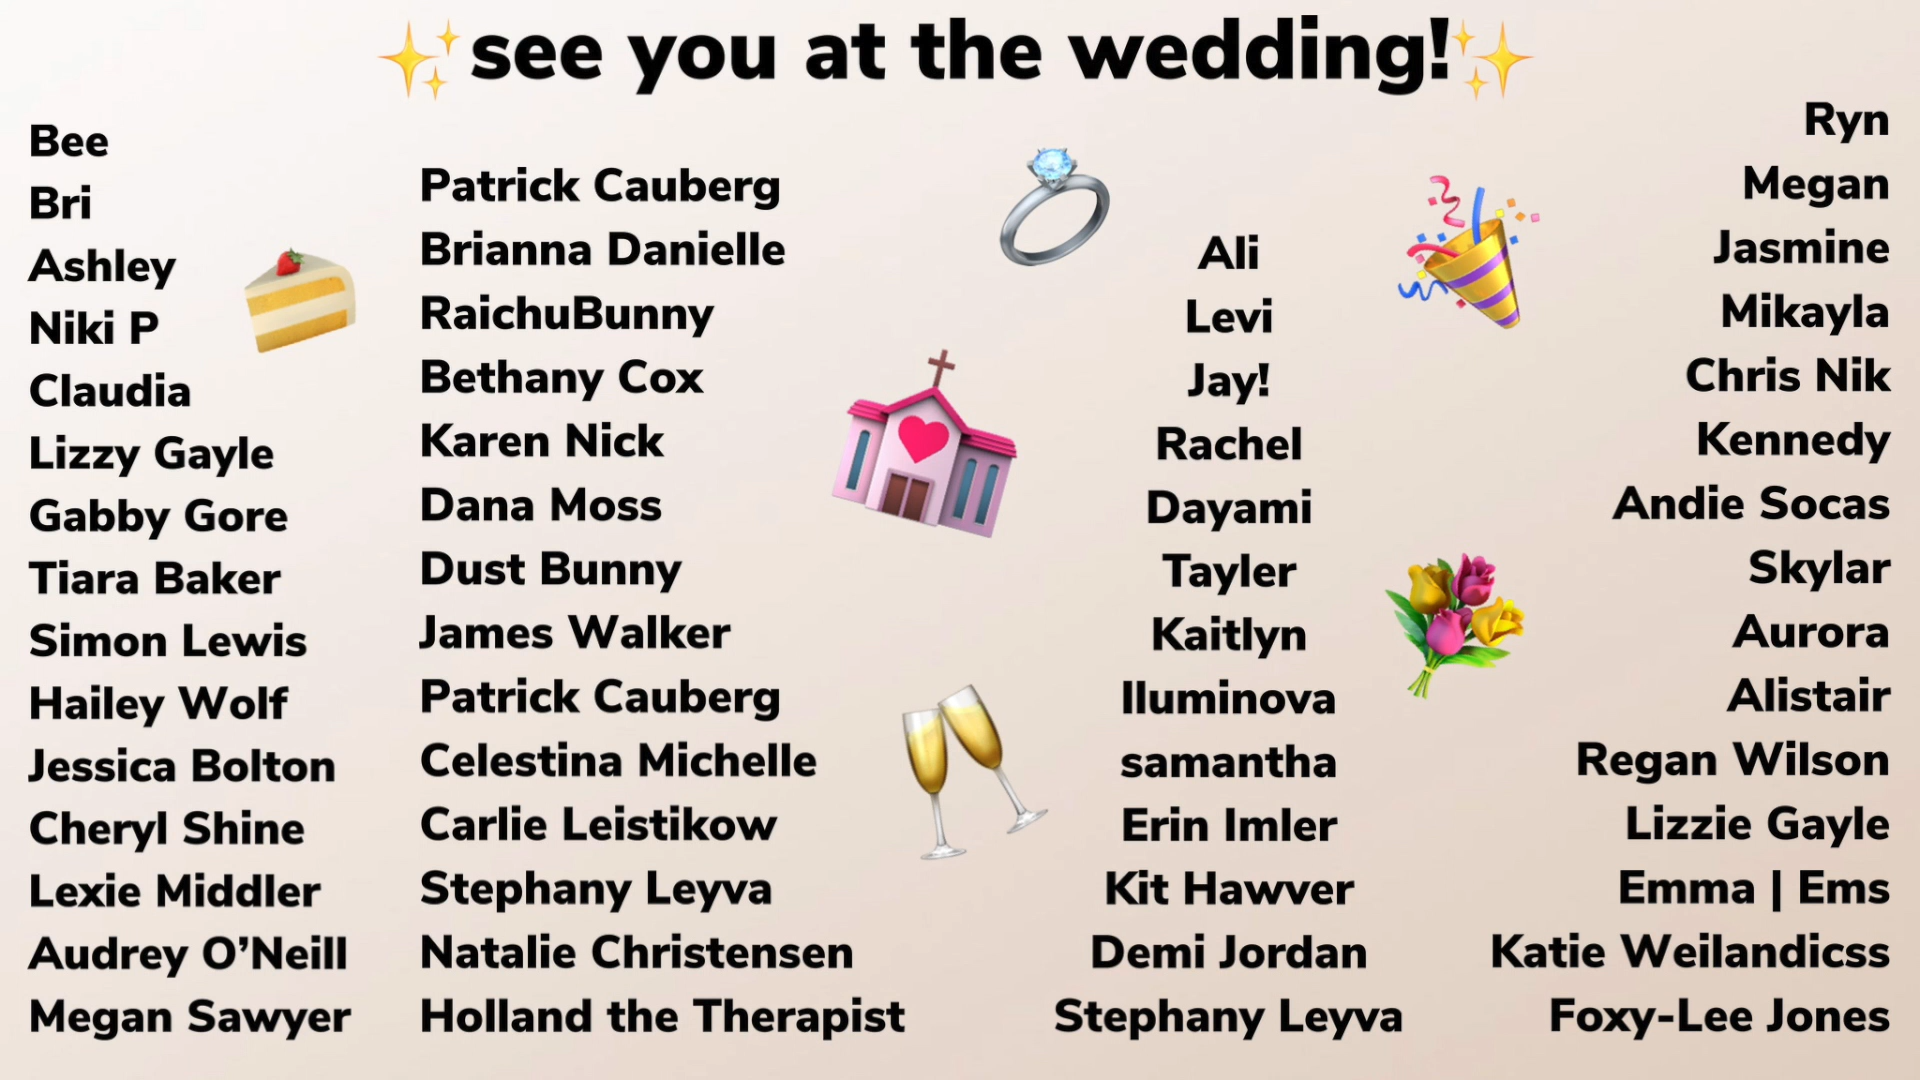 see you at the wedding!
Bee
Bri
Ashley
Niki P
Claudia
Lizzy Gayle
Gabby Gore
Tiara Baker
Simon Lewis
Hailey Wolf
Jessica Bolton
Cheryl Shine
Lexie Middler
Audrey O’Neill
Megan Sawyer
Patrick Cauberg
Brianna Danielle
RaichuBunny
Bethany Cox
Karen Nick
Dana Moss
Dust Bunny
James Walker
Patrick Cauberg
Celestina Michelle
Carlie Leistikow
Stephany Leyva
Natalie Christensen
Holland the Therapist
Ali
Levi
Jay!
Rachel
Dayami
Tayler
Kaitlyn
Iluminova
samantha
Erin Imler
Kit Hawver
Demi Jordan
Stephany Leyva
Ryn
Megan
Jasmine
Mikayla
Chris Nik
Kennedy
Andie Socas
Skylar
Aurora
Alistair
Regan Wilson
Lizzie Gayle
Emma | Ems
Katie Weilandicss
Foxy-Lee Jones